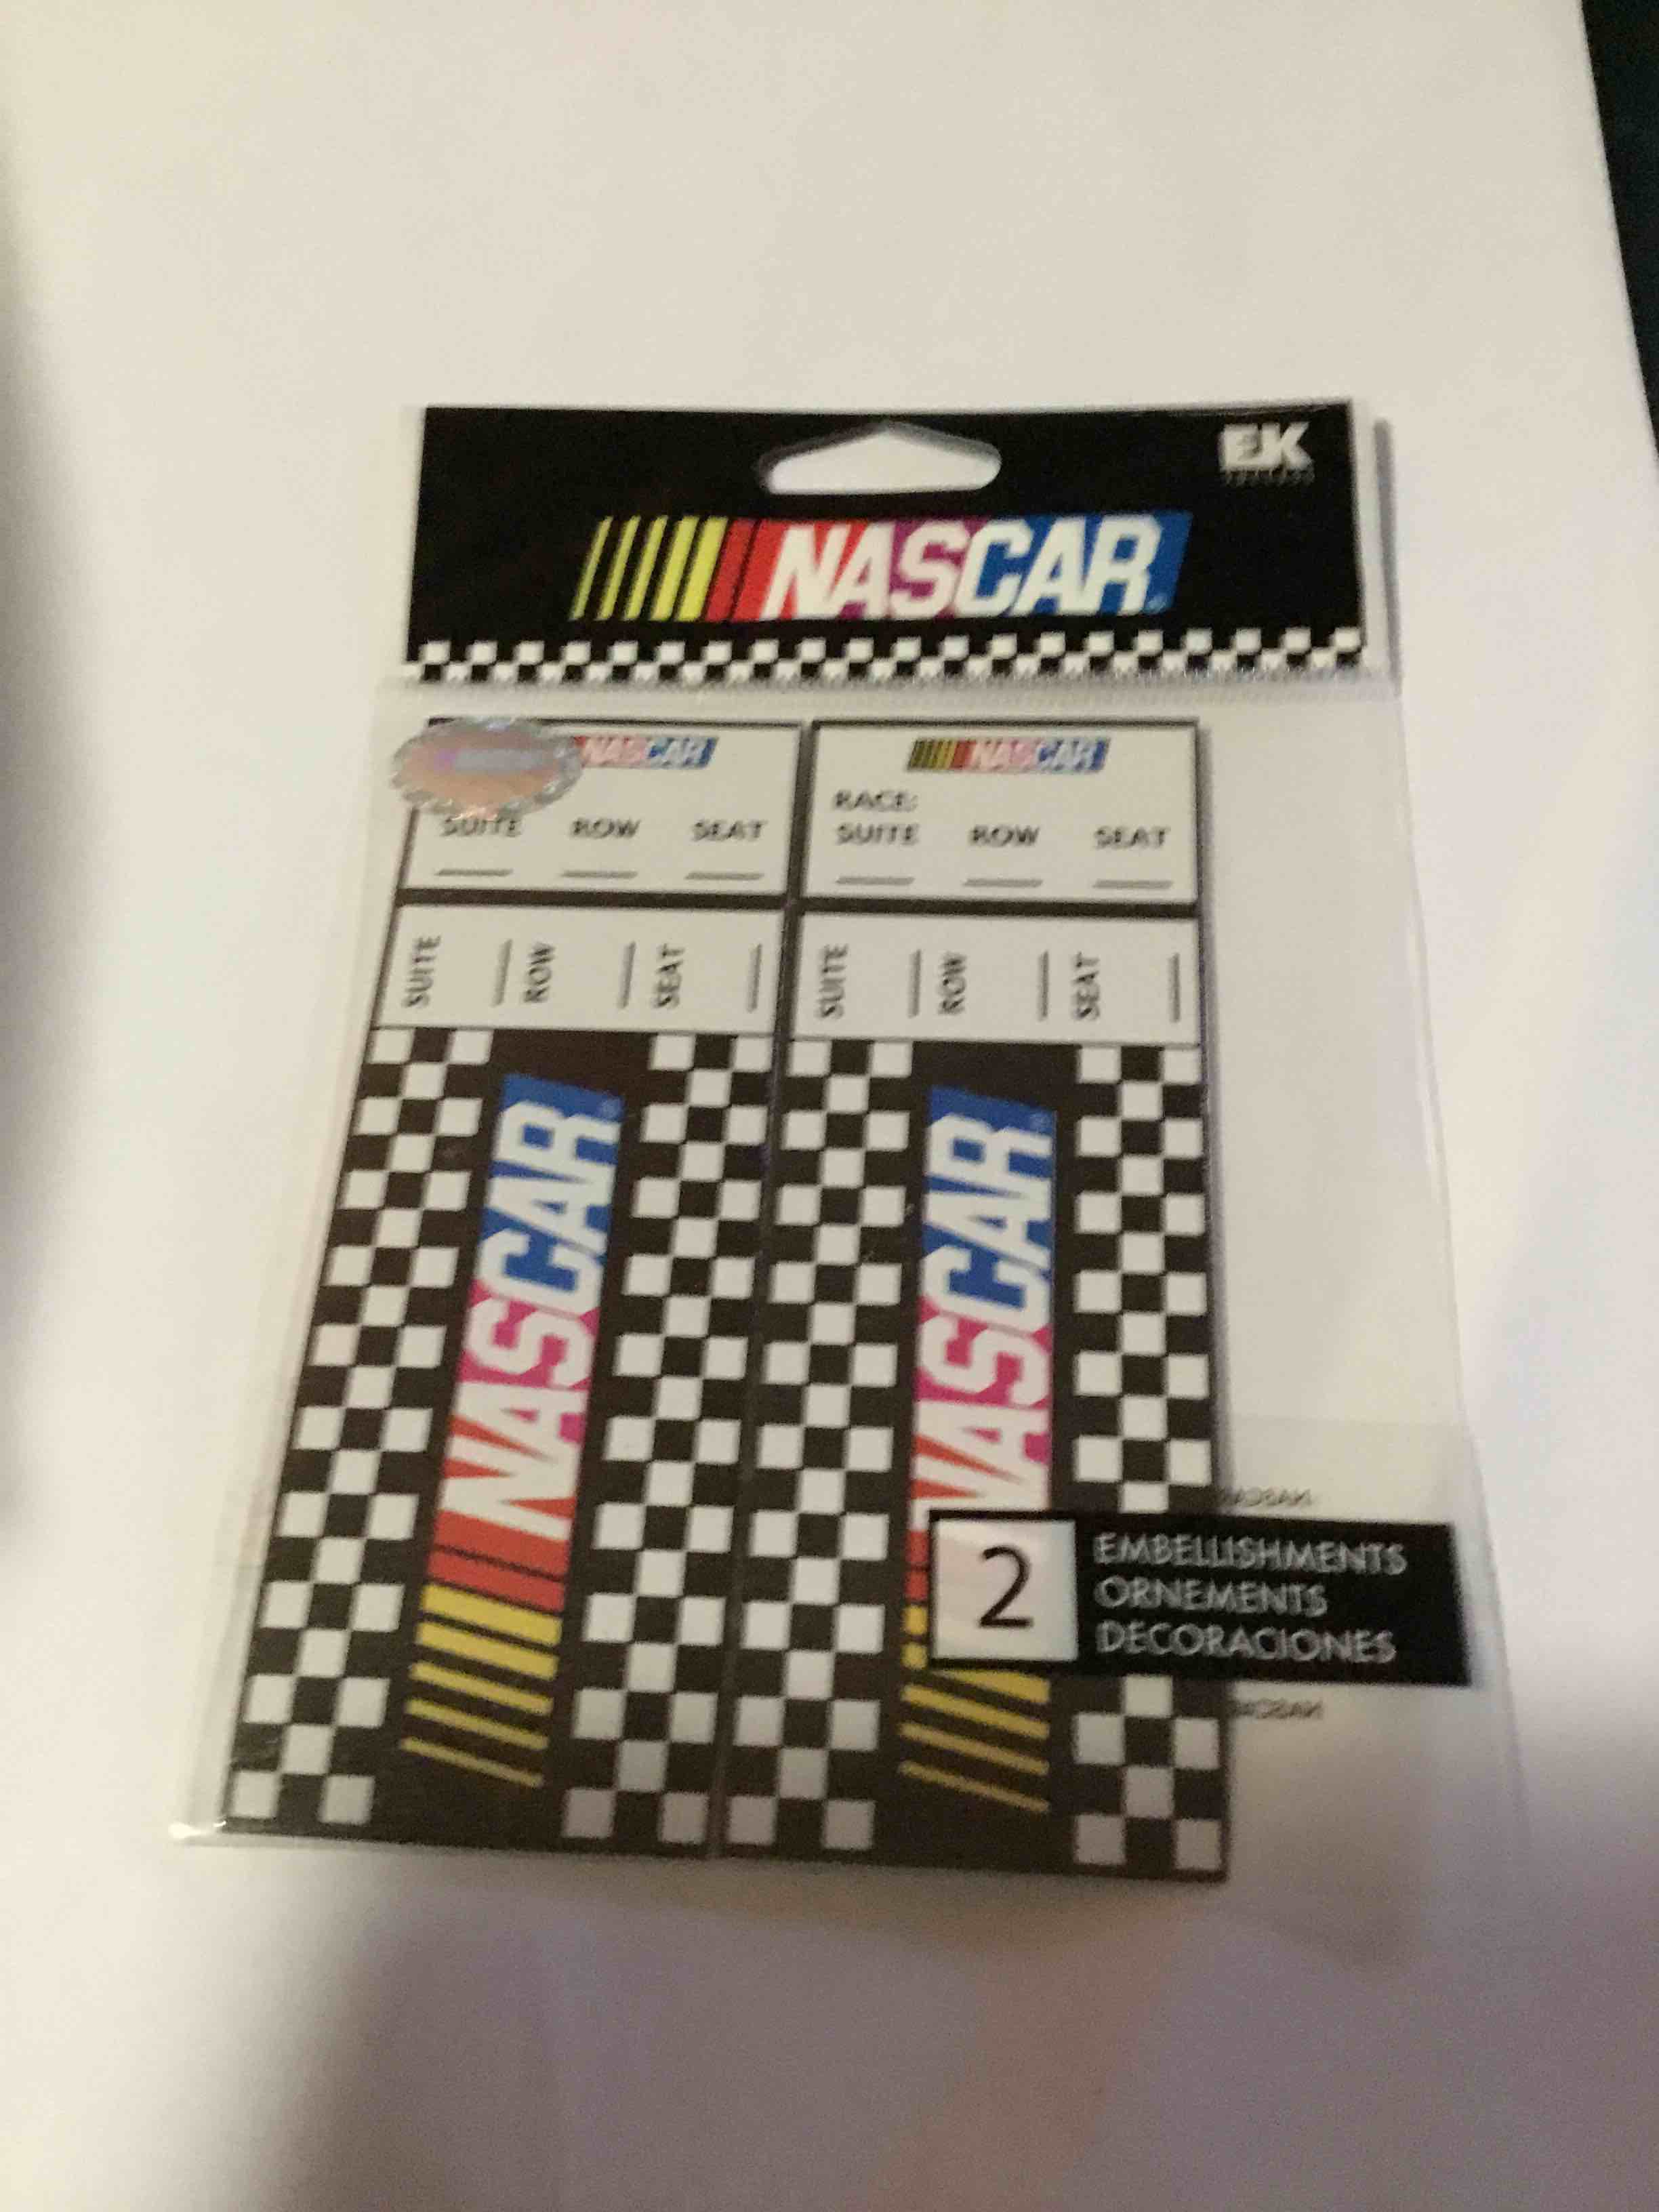 EK
NASCAR
NASCAR
SUITE ROW SEAT
SUITE ROW SEAT
NASCAR
NASCAR
RACE:
SUITE ROW SEAT
SUITE ROW SEAT
NASCAR
2
EMBELLISHMENTS
ORNEMENTS
DECORACIONES